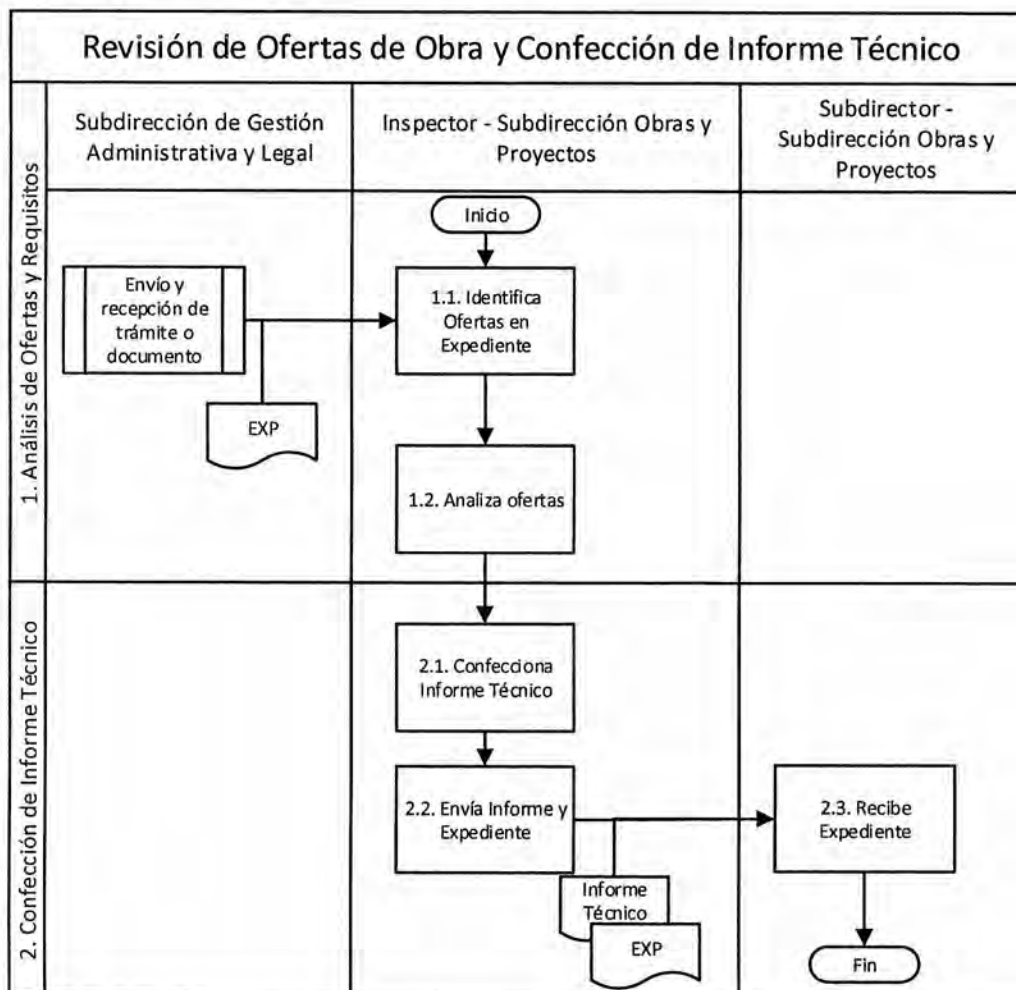 Revisión de Ofertas de Obra y Confección de Informe Técnico
Subdirección de Gestión
Administrativa y Legal
Inspector - Subdirección Obras y
Proyectos
Subdirector -
Subdirección Obras y
Proyectos
1. Análisis de Ofertas y Requisitos
Inicio
Envío y
recepción de
trámite o
documento
1.1. Identifica
Ofertas en
Expediente
EXP
1.2. Analiza ofertas
2. Confección de Informe Técnico
2.1. Confecciona
Informe Técnico
2.2. Envía Informe y
Expediente
2.3. Recibe
Expediente
Informe
Técnico
EXP
Fin